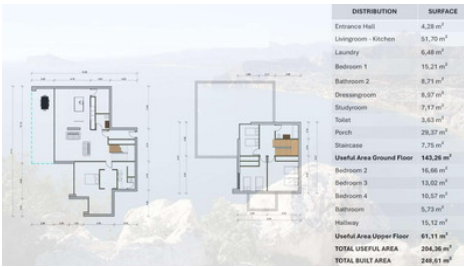 DISTRIBUTION SURFACE
Entrance Hall 4,28 m²
Livingroom - Kitchen 51,70 m²
Laundry 6,48 m²
Bedroom 1 15,21 m²
Bathroom 2 8,71 m²
Dressingroom 8,97 m²
Studyroom 7,17 m²
Toilet 3,63 m²
Porch 29,37 m²
Staircase 7,75 m²
Useful Area Ground Floor 143,26 m²
Bedroom 2 16,66 m²
Bedroom 3 13,02 m²
Bedroom 4 10,57 m²
Bathroom 5,73 m²
Hallway 15,12 m²
Useful Area Upper Floor 61,11 m²
TOTAL USEFUL AREA 204,36 m²
TOTAL BUILT AREA 248,61 m²